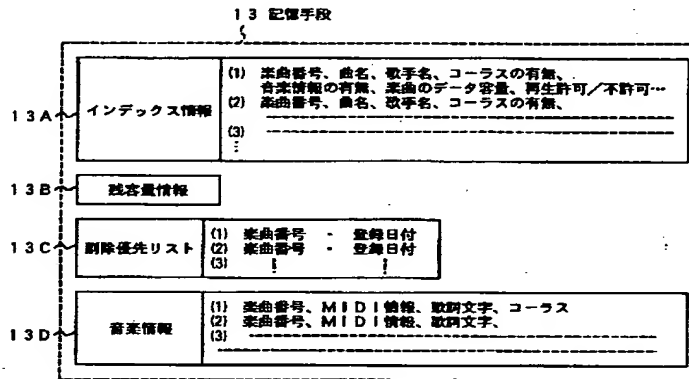 13 記憶手段
13A
インデックス情報
(1) 楽曲番号、曲名、歌手名、コーラスの有無、
音楽情報の有無、楽曲のデータ容量、再生許可/不許可…
(2) 楽曲番号、曲名、歌手名、コーラスの有無、
(3)
13B
残容量情報
13C
削除優先リスト
(1) 楽曲番号 - 登録日付
(2) 楽曲番号 - 登録日付
(3)
13D
音楽情報
(1) 楽曲番号、MIDI情報、歌詞文字、コーラス
(2) 楽曲番号、MIDI情報、歌詞文字、
(3)